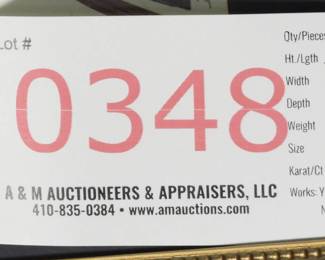 Lot #
0348
Qty/Pieces
Ht./Lgth
Width
Depth
Weight
Size
Karat/Ct
Works: Y
N
A & M AUCTIONEERS & APPRAISERS, LLC
410-835-0384 • www.amauctions.com